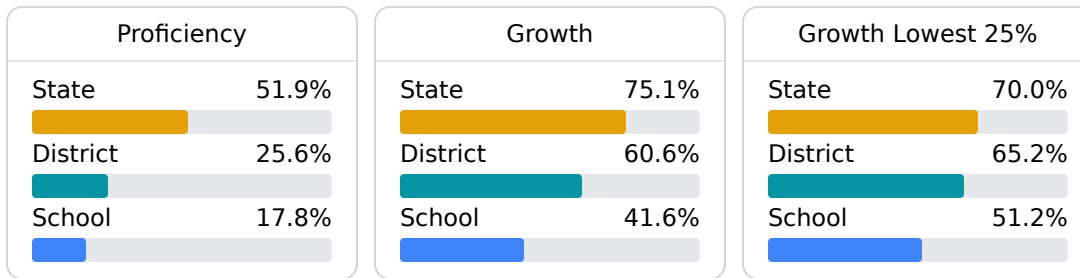 Proficiency
State 51.9%
District 25.6%
School 17.8%
Growth
State 75.1%
District 60.6%
School 41.6%
Growth Lowest 25%
State 70.0%
District 65.2%
School 51.2%